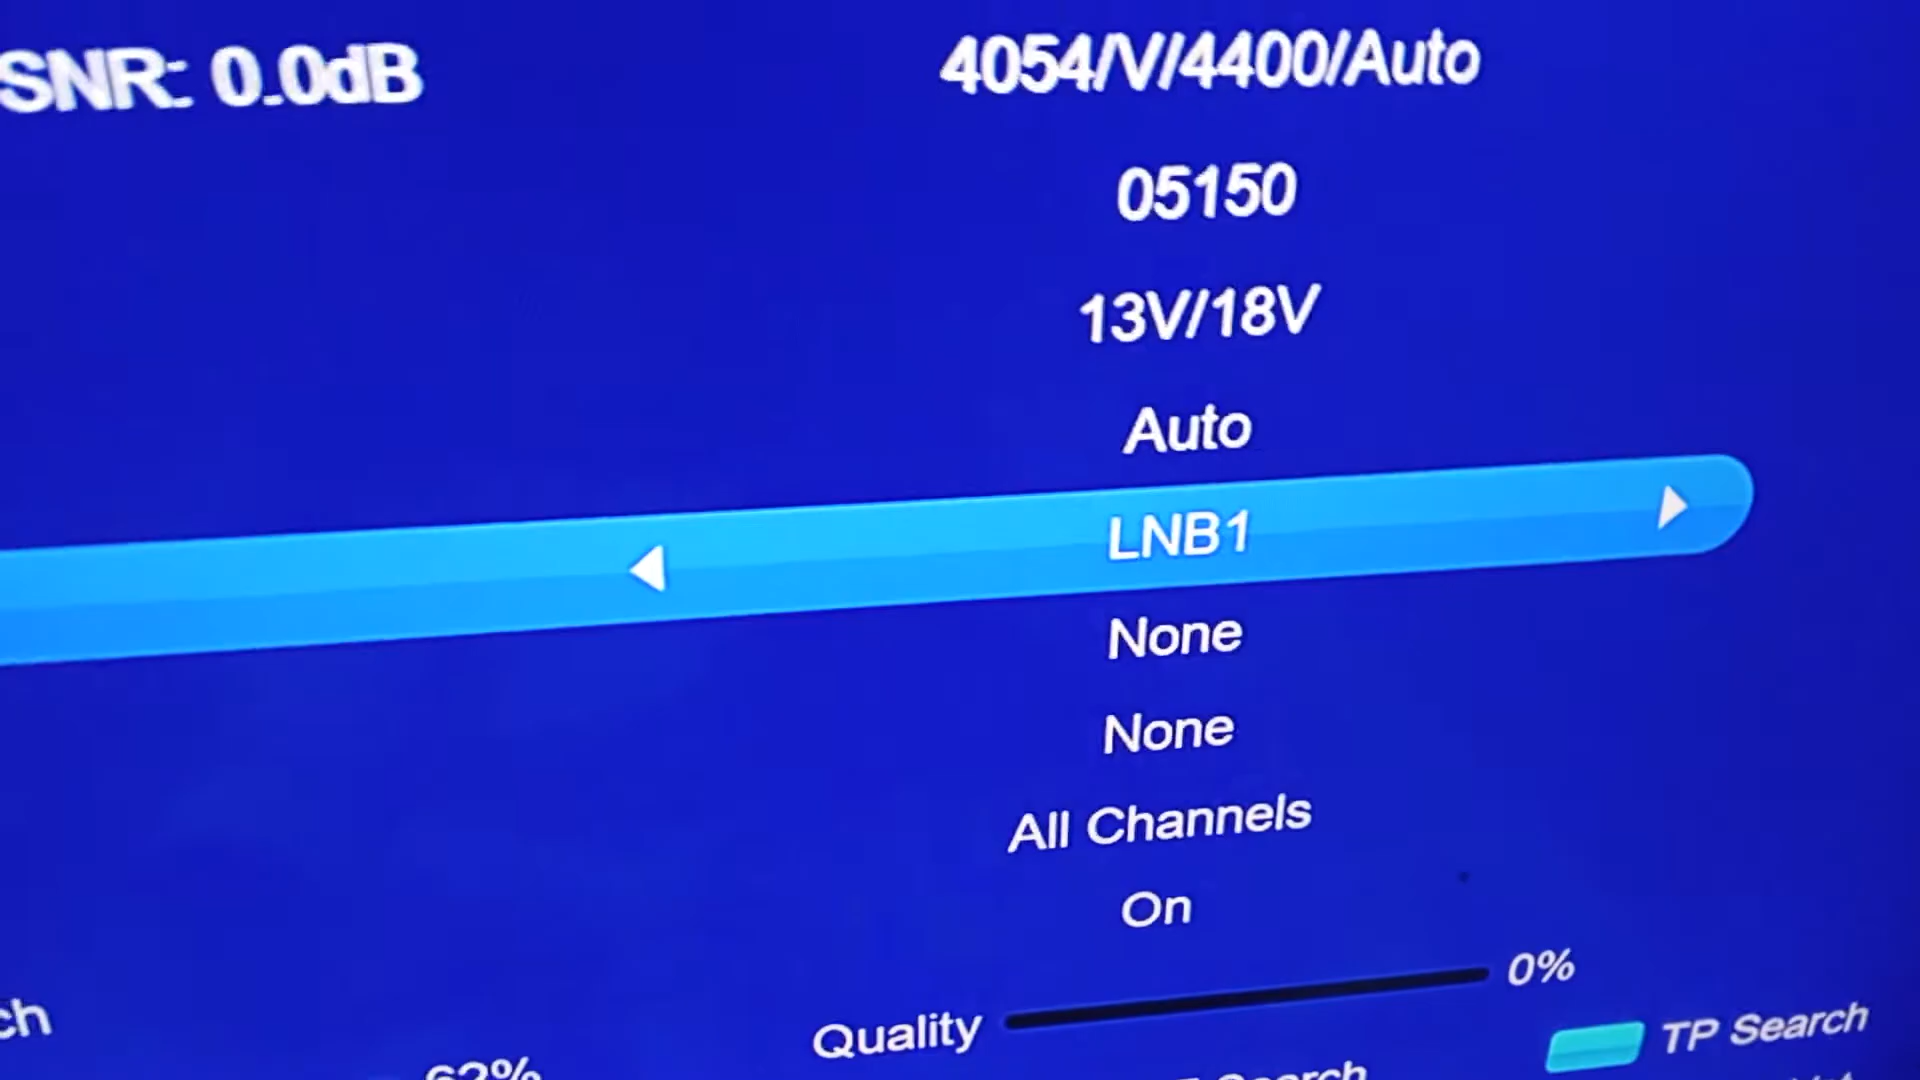 SNR: 0.0dB
4054/V/4400/Auto
05150
13V/18V
Auto
LNB1
None
None
All Channels
On
Quality 0%
TP Search
62%